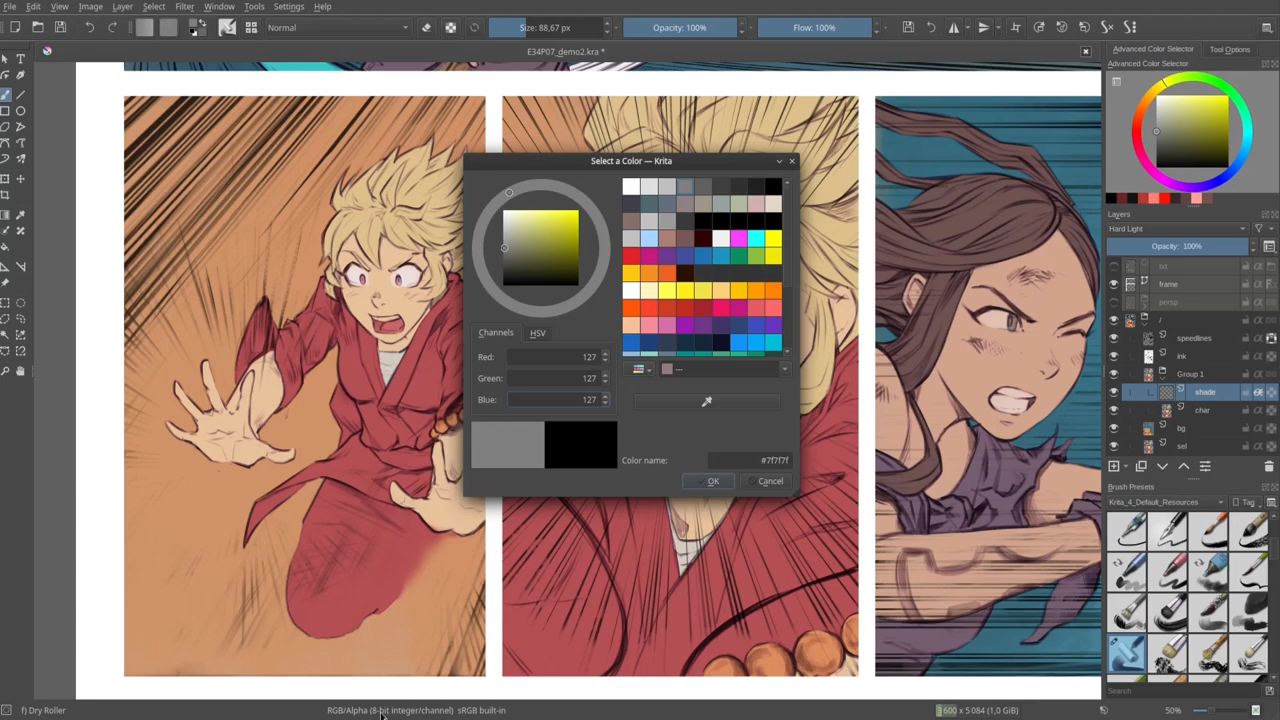 File Edit View Image Layer Select Filter Window Tools Settings Help
Normal
Size: 88,67 px
Opacity: 100%
Flow: 100%
E34P07_demo2.kra *
Advanced Color Selector
Tool Options
Advanced Color Selector
Select a Color — Krita
Channels
HSV
Red: 127
Green: 127
Blue: 127
---
Color name: #7f7f7f
OK
Cancel
Layers
Hard Light
Opacity: 100%
txt
frame
persp
/
speedlines
ink
Group 1
shade
char
bg
sel
Brush Presets
Krita_4_Default_Resources
Tag
Search
f) Dry Roller
RGB/Alpha (8-bit integer/channel) sRGB built-in
3 600 x 5 084 (1,0 GiB)
50%